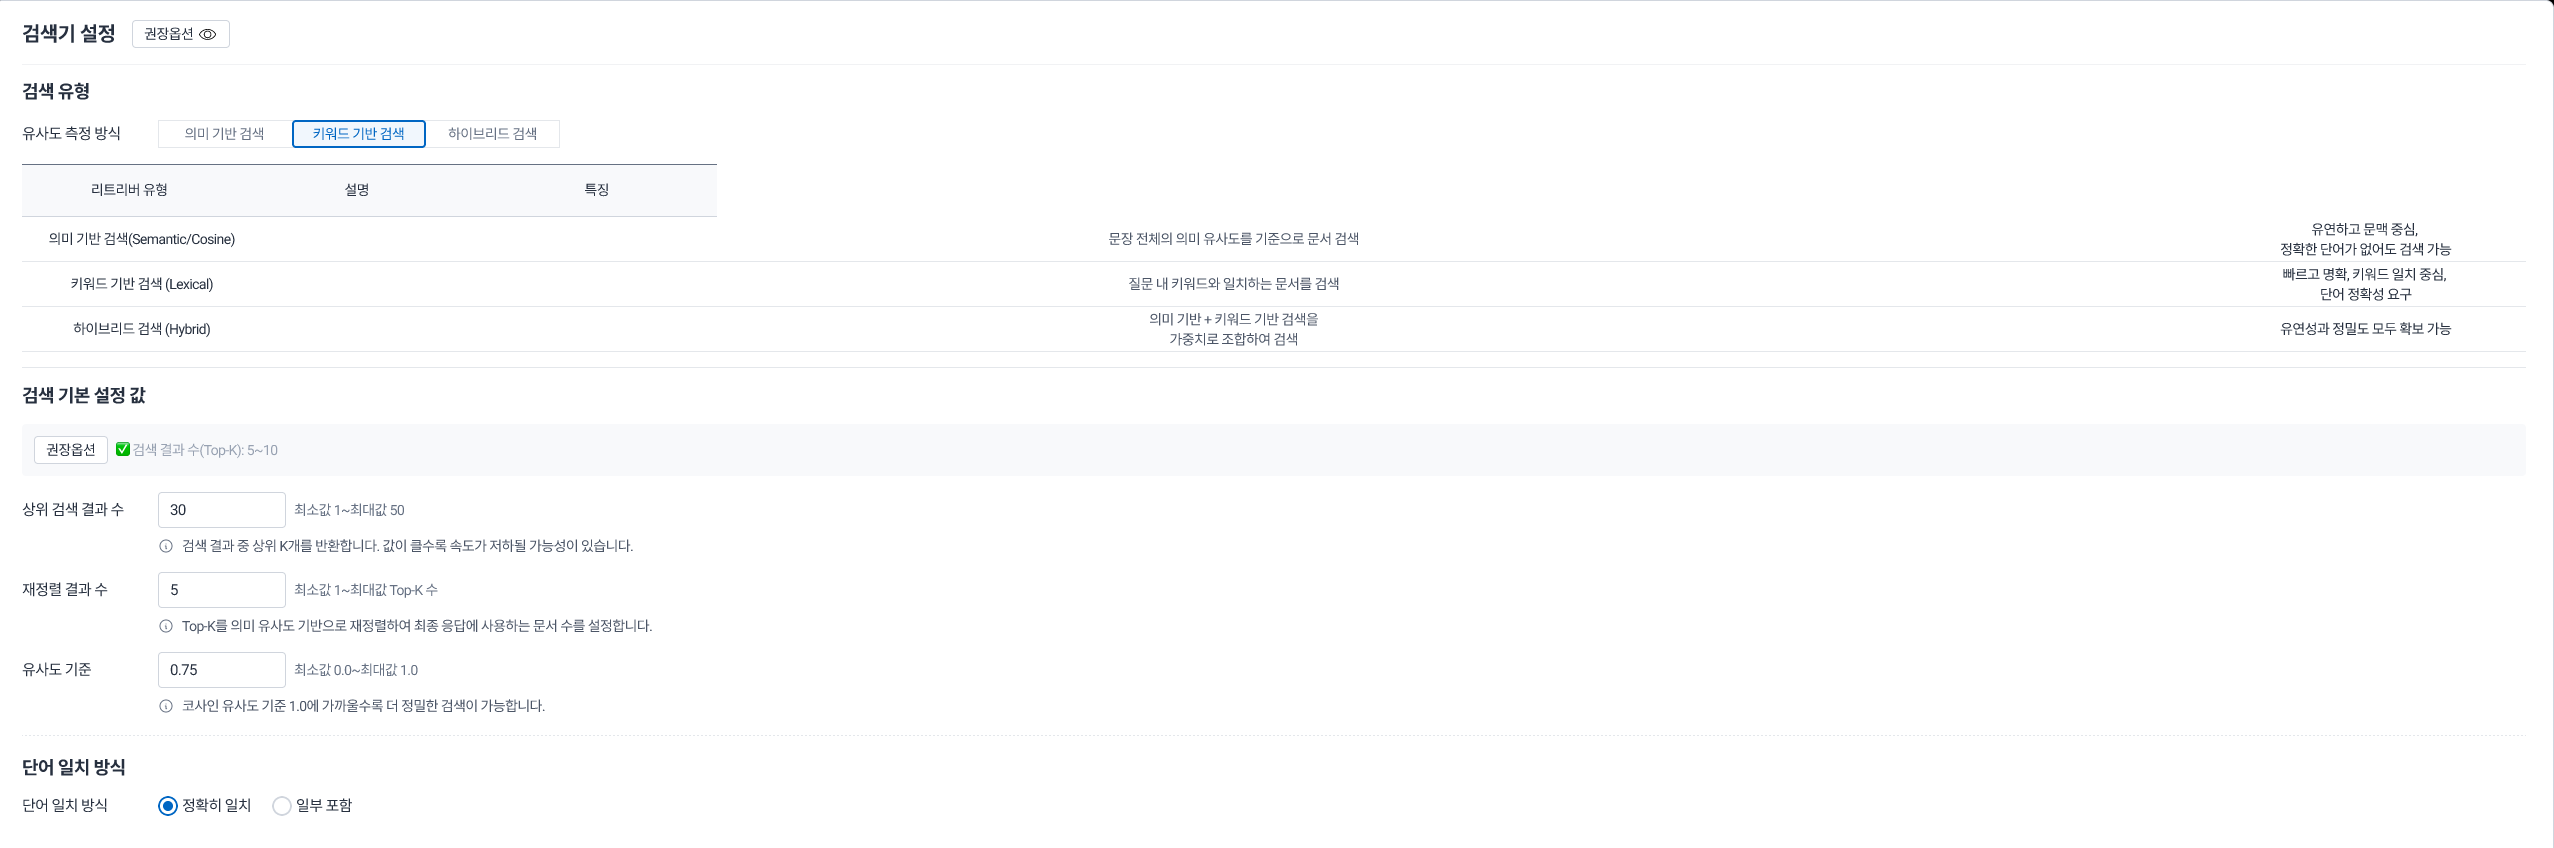 검색기 설정 권장옵션
검색 유형
유사도 측정 방식 의미 기반 검색 키워드 기반 검색 하이브리드 검색
리트리버 유형 설명 특징
의미 기반 검색(Semantic/Cosine) 문장 전체의 의미 유사도를 기준으로 문서 검색 유연하고 문맥 중심,
정확한 단어가 없어도 검색 가능
키워드 기반 검색 (Lexical) 질문 내 키워드와 일치하는 문서를 검색 빠르고 명확, 키워드 일치 중심,
단어 정확성 요구
하이브리드 검색 (Hybrid) 의미 기반 + 키워드 기반 검색을
가중치로 조합하여 검색 유연성과 정밀도 모두 확보 가능
검색 기본 설정 값
권장옵션 ✅ 검색 결과 수(Top-K): 5~10
상위 검색 결과 수 30 최소값 1~최대값 50
검색 결과 중 상위 K개를 반환합니다. 값이 클수록 속도가 저하될 가능성이 있습니다.
재정렬 결과 수 5 최소값 1~최대값 Top-K 수
Top-K를 의미 유사도 기반으로 재정렬하여 최종 응답에 사용하는 문서 수를 설정합니다.
유사도 기준 0.75 최소값 0.0~최대값 1.0
코사인 유사도 기준 1.0에 가까울수록 더 정밀한 검색이 가능합니다.
단어 일치 방식
단어 일치 방식 정확히 일치 일부 포함